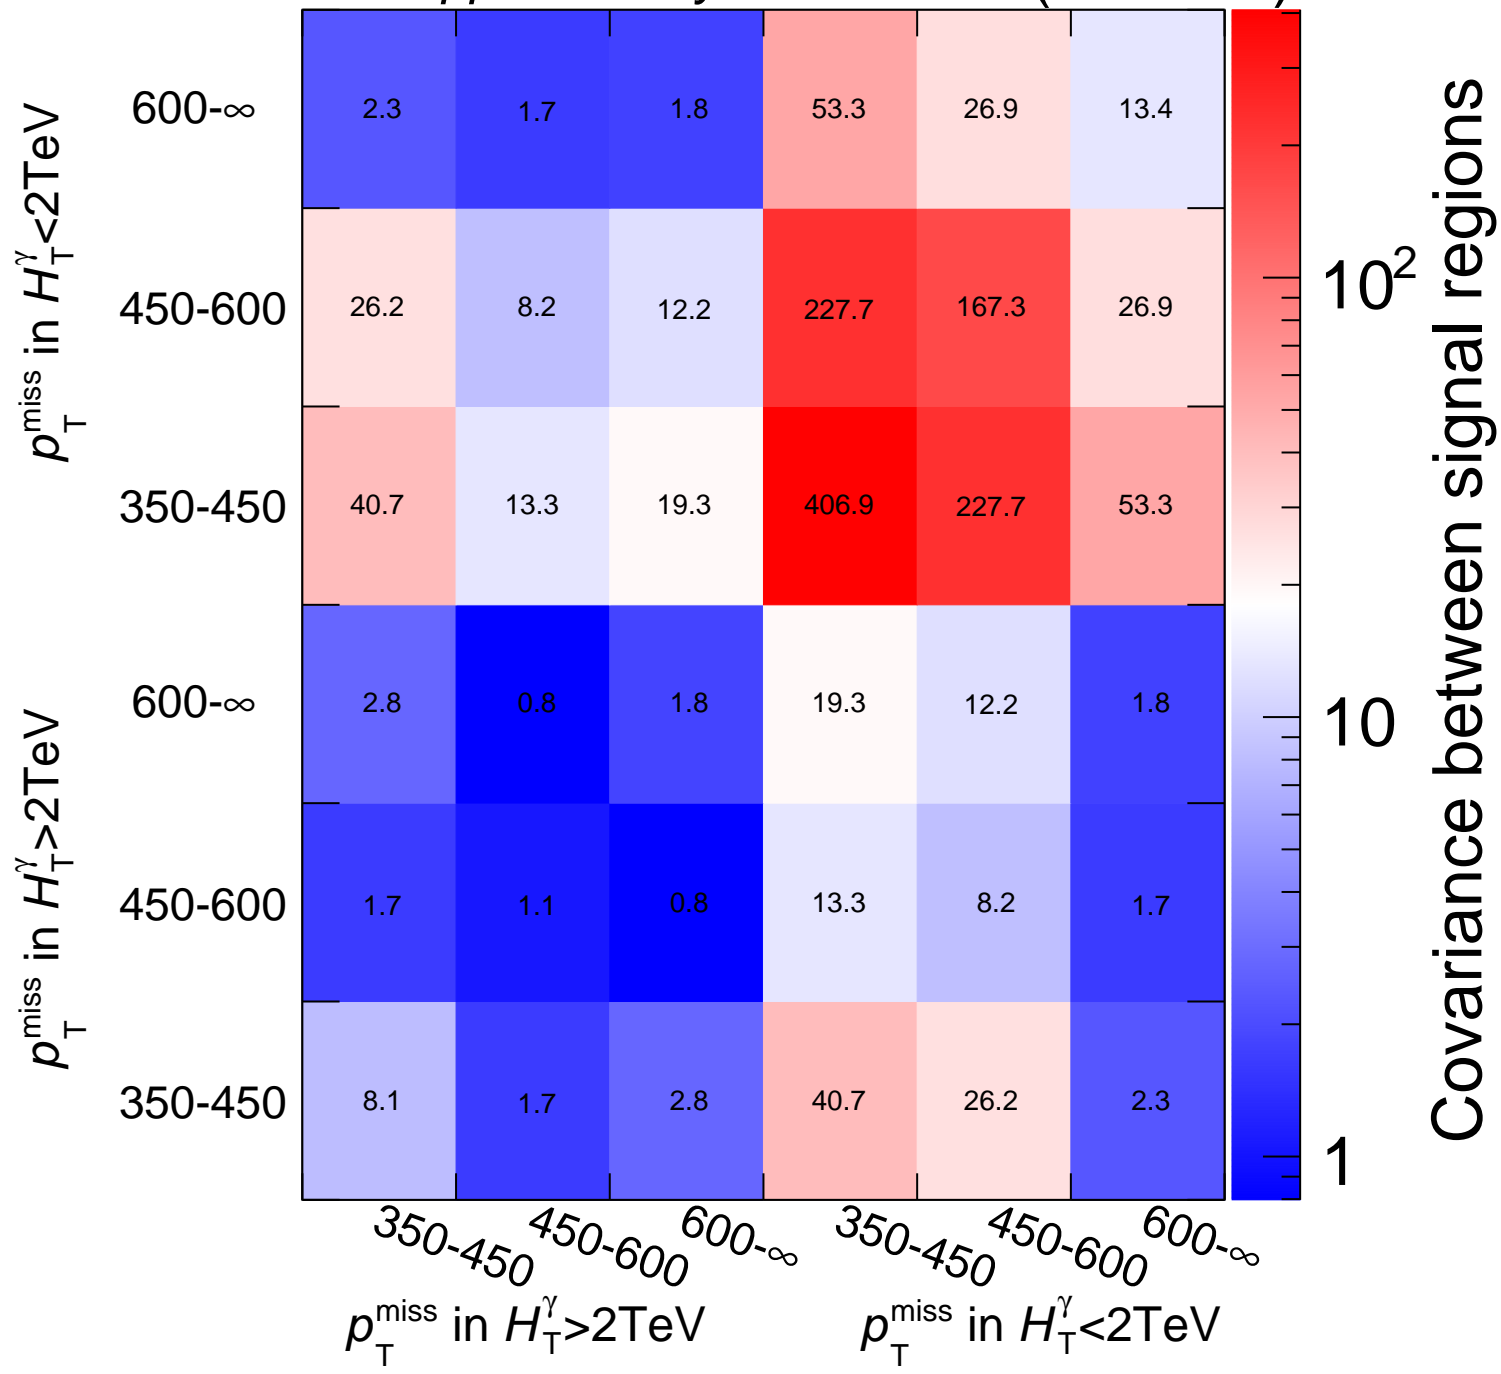 600-∞ 2.3 1.7 1.8 53.3 26.9 13.4
450-600 26.2 8.2 12.2 227.7 167.3 26.9
350-450 40.7 13.3 19.3 406.9 227.7 53.3
600-∞ 2.8 0.8 1.8 19.3 12.2 1.8
450-600 1.7 1.1 0.8 13.3 8.2 1.7
350-450 8.1 1.7 2.8 40.7 26.2 2.3
350-450 450-600 600-∞ 350-450 450-600 600-∞
p_T^miss in H_T^γ>2TeV p_T^miss in H_T^γ<2TeV
p_T^miss in H_T^γ<2TeV
p_T^miss in H_T^γ>2TeV
10²
10
1
Covariance between signal regions